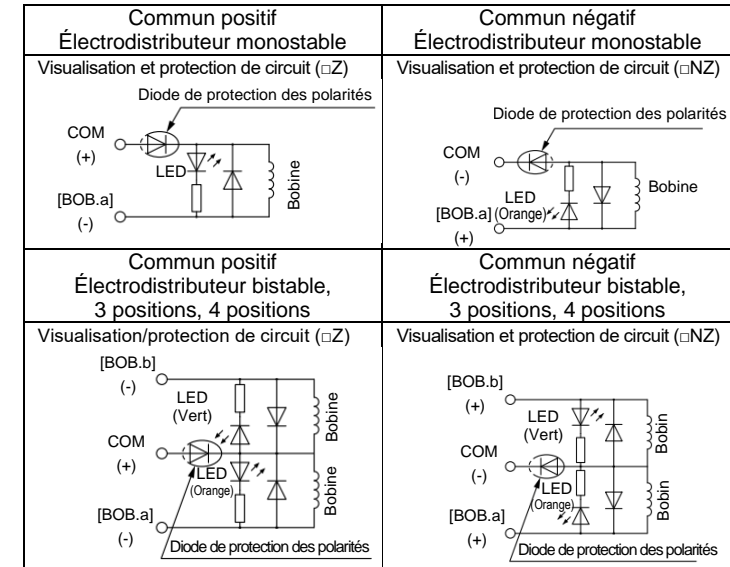 Commun positif
Électrodistributeur monostable
Visualisation et protection de circuit (□Z)
Diode de protection des polarités
COM
(+)
LED
Bobine
[BOB.a]
(-)
Commun négatif
Électrodistributeur monostable
Visualisation et protection de circuit (□NZ)
Diode de protection des polarités
COM
(-)
LED
(Orange)
Bobine
[BOB.a]
(+)
Commun positif
Électrodistributeur bistable,
3 positions, 4 positions
Visualisation/protection de circuit (□Z)
[BOB.b]
(-)
LED
(Vert)
Bobine
COM
(+)
LED
(Orange)
Bobine
[BOB.a]
(-)
Diode de protection des polarités
Commun négatif
Électrodistributeur bistable,
3 positions, 4 positions
Visualisation et protection de circuit (□NZ)
[BOB.b]
(+)
LED
(Vert)
Bobin
COM
(-)
LED
(Orange)
Bobin
[BOB.a]
(+)
Diode de protection des polarités